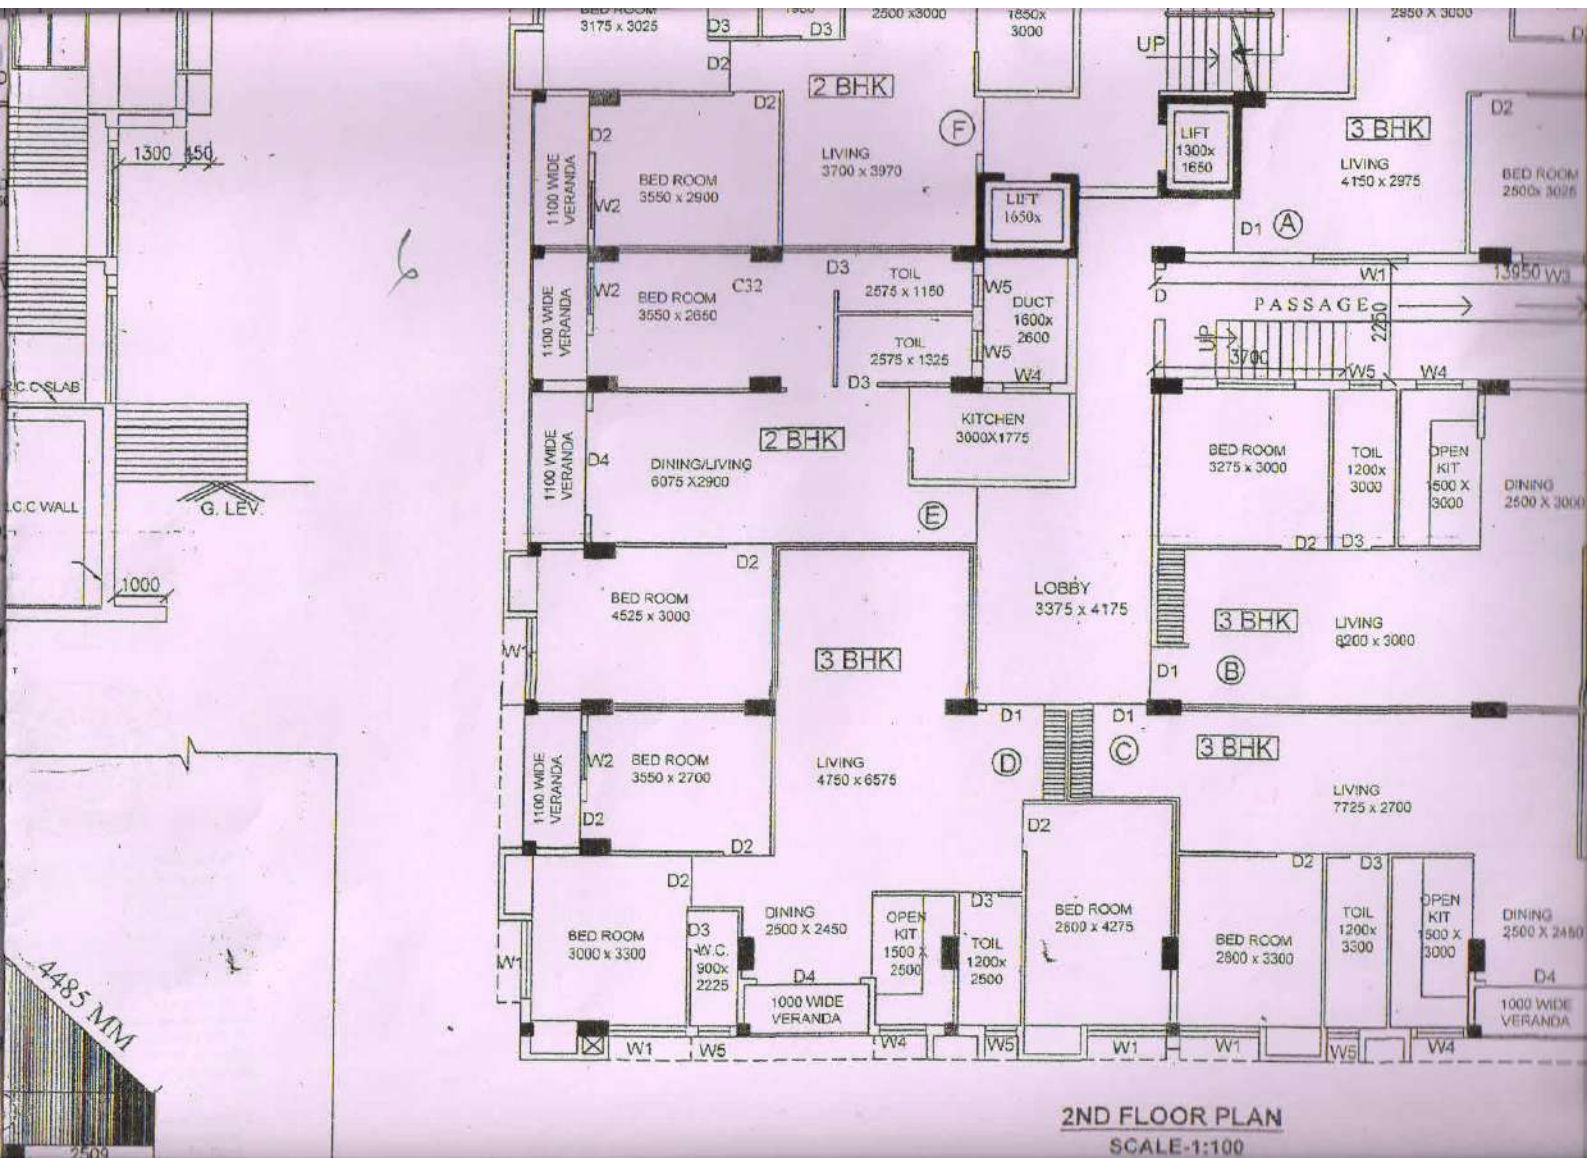 BED ROOM
3175 x 3025
D3
D3
2500 x3000
1850x
3000
UP
2950 X 3000
D2
2 BHK
D2
D2
F
1300 450
1100 WIDE
VERANDA
BED ROOM
3550 x 2900
W2
LIVING
3700 x 3970
LIFT
1300x
1650
3 BHK
LIVING
4150 x 2975
D2
BED ROOM
2500x 3025
LIFT
1650x
D1 A
1100 WIDE
VERANDA
W2
BED ROOM
3550 x 2650
C32
D3
TOIL
2575 x 1150
W5
DUCT
1600x
2600
TOIL
2575 x 1325
W5
W4
D3
W1
13950 W3
D
PASSAGE
2250
UP
3700
W5
W4
R.C.C SLAB
KITCHEN
3000X1775
2 BHK
1100 WIDE
VERANDA
D4
DINING/LIVING
6075 X2900
E
BED ROOM
3275 x 3000
TOIL
1200x
3000
OPEN
KIT
1500 X
3000
DINING
2500 X 3000
D2
D3
G. LEV.
1000
W1
BED ROOM
4525 x 3000
D2
3 BHK
LOBBY
3375 x 4175
3 BHK
LIVING
8200 x 3000
D1
B
D1
D1
1100 WIDE
VERANDA
W2
BED ROOM
3550 x 2700
D2
D2
LIVING
4750 x 6575
D
C
3 BHK
LIVING
7725 x 2700
D2
D2
D3
D2
W1
BED ROOM
3000 x 3300
D3
W.C.
900x
2225
DINING
2500 X 2450
D4
1000 WIDE
VERANDA
OPEN
KIT
1500 X
2500
D3
TOIL
1200x
2500
BED ROOM
2800 x 4275
BED ROOM
2800 x 3300
TOIL
1200x
3300
OPEN
KIT
1500 X
3000
DINING
2500 X 2450
D4
1000 WIDE
VERANDA
W1
W5
W4
W5
W1
W1
W5
W4
4485 MM
2509
2ND FLOOR PLAN
SCALE-1:100